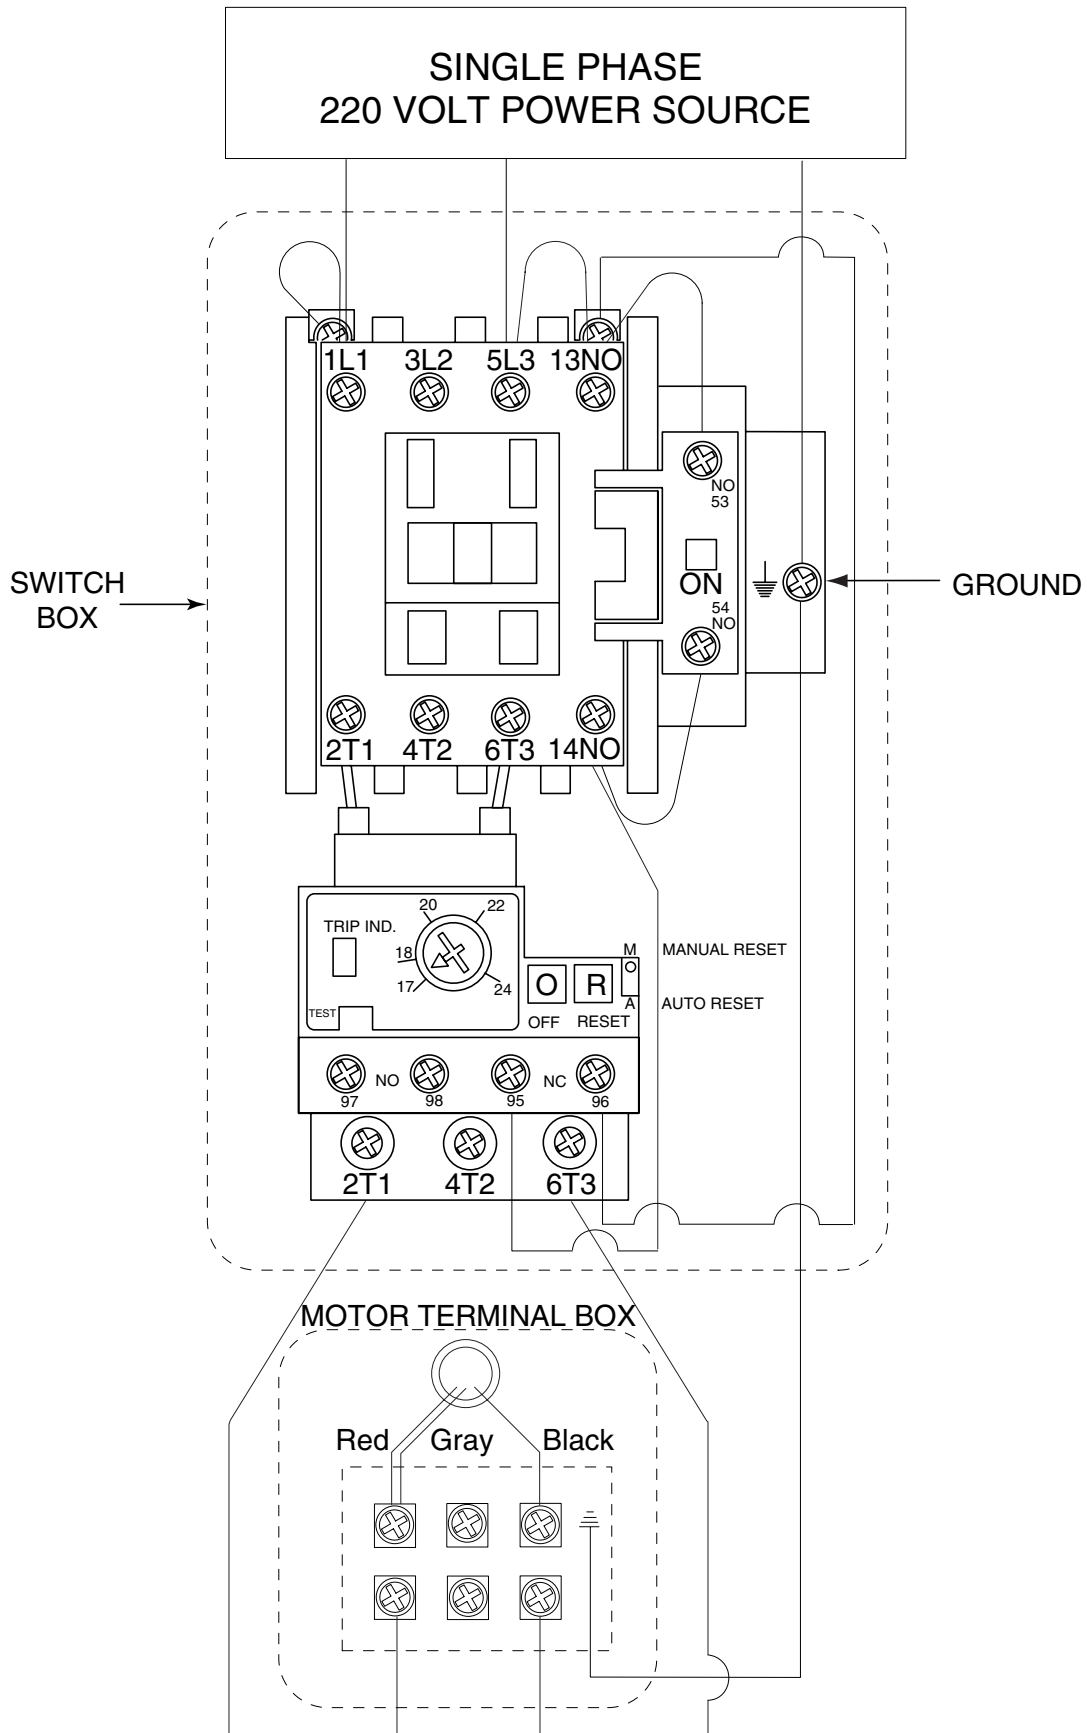 SINGLE PHASE
220 VOLT POWER SOURCE
1L1 3L2 5L3 13NO
NO
53
SWITCH
BOX
ON
GROUND
54
NO
2T1 4T2 6T3 14NO
20 22
TRIP IND.
18
17 24
TEST
M MANUAL RESET
O R
A AUTO RESET
OFF RESET
NO NC
97 98 95 96
2T1 4T2 6T3
MOTOR TERMINAL BOX
Red Gray Black